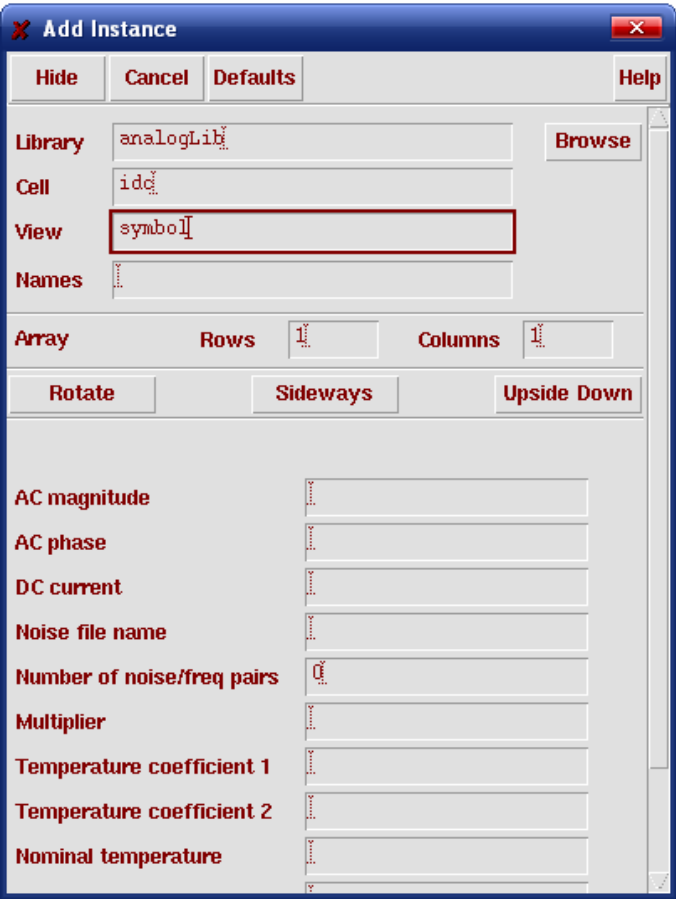 Add Instance
Hide Cancel Defaults Help
Library analogLib Browse
Cell idc
View symbol
Names
Array Rows 1 Columns 1
Rotate Sideways Upside Down
AC magnitude
AC phase
DC current
Noise file name
Number of noise/freq pairs 0
Multiplier
Temperature coefficient 1
Temperature coefficient 2
Nominal temperature